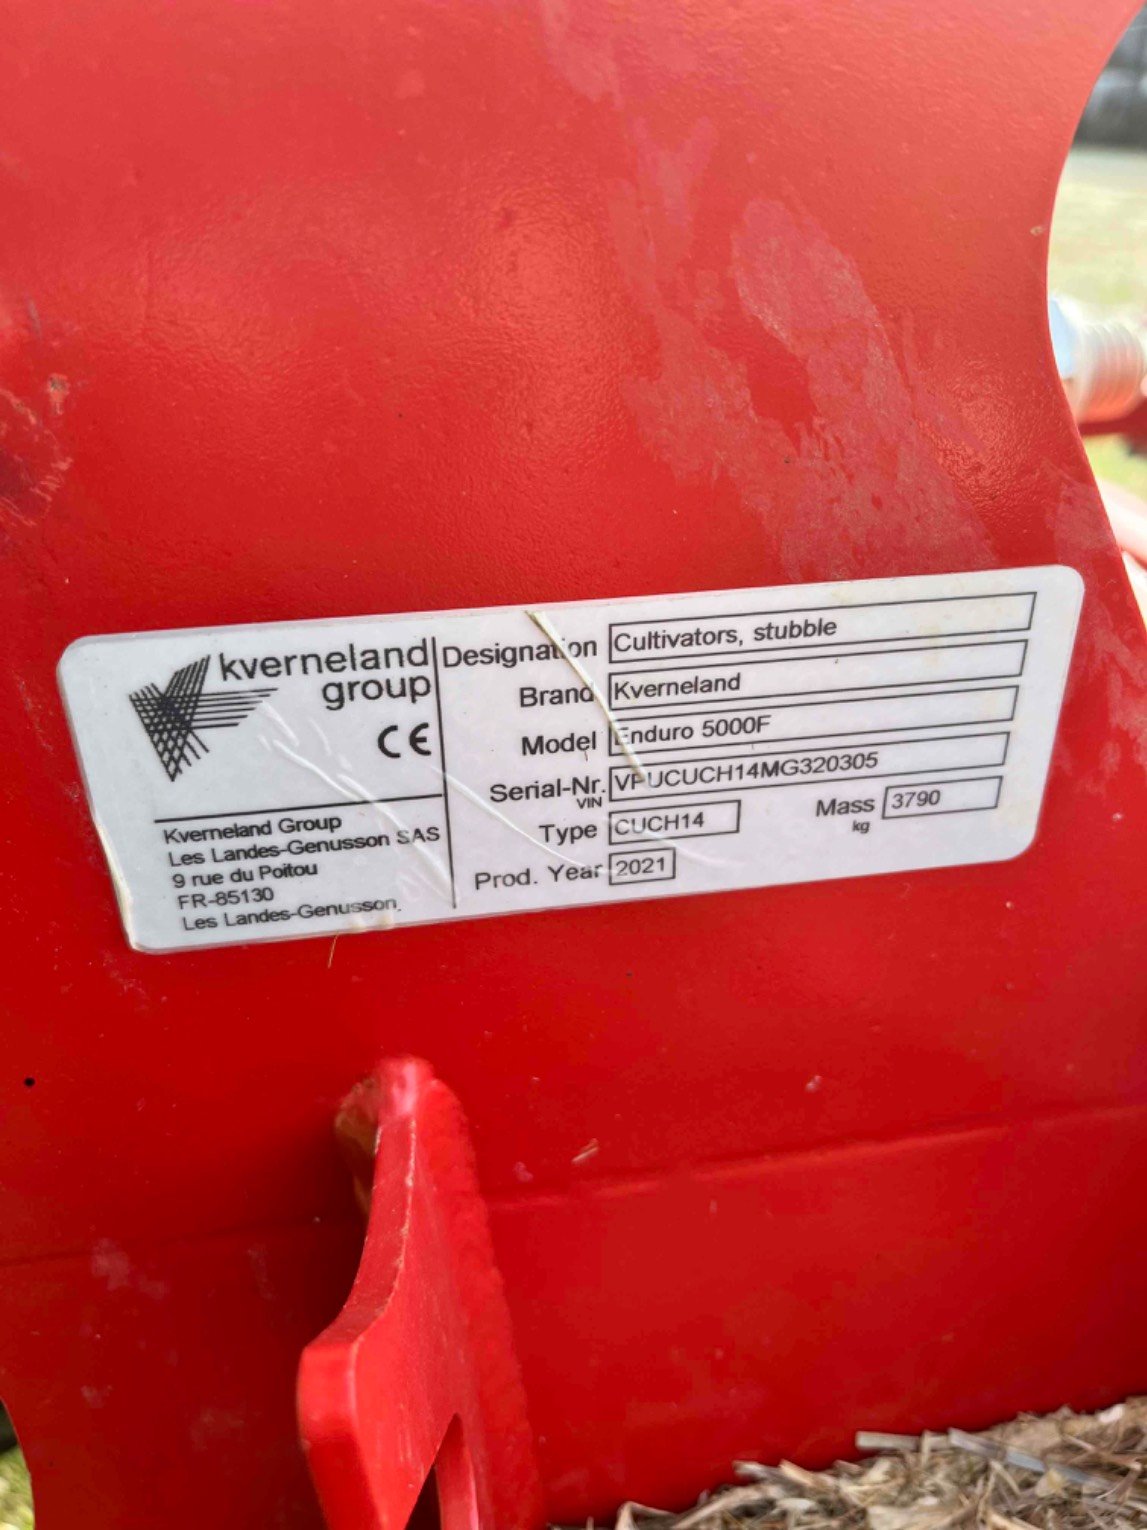 kverneland
group
CE
Kverneland Group
Les Landes-Genusson SAS
9 rue du Poitou
FR-85130
Les Landes-Genusson
Designation Cultivators, stubble
Brand Kverneland
Model Enduro 5000F
Serial-Nr. VPUCUCH14MG320305
VIN
Type CUCH14 Mass 3790
kg
Prod. Year 2021